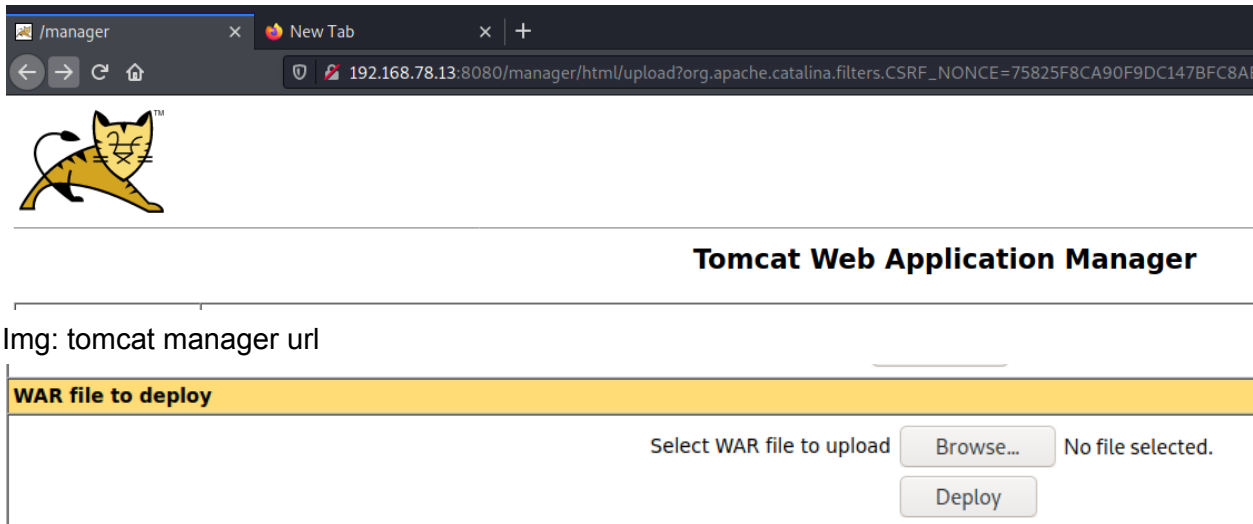 /manager
New Tab
192.168.78.13:8080/manager/html/upload?org.apache.catalina.filters.CSRF_NONCE=75825F8CA90F9DC147BFC8A
TM
Tomcat Web Application Manager
Img: tomcat manager url
WAR file to deploy
Select WAR file to upload Browse... No file selected.
Deploy